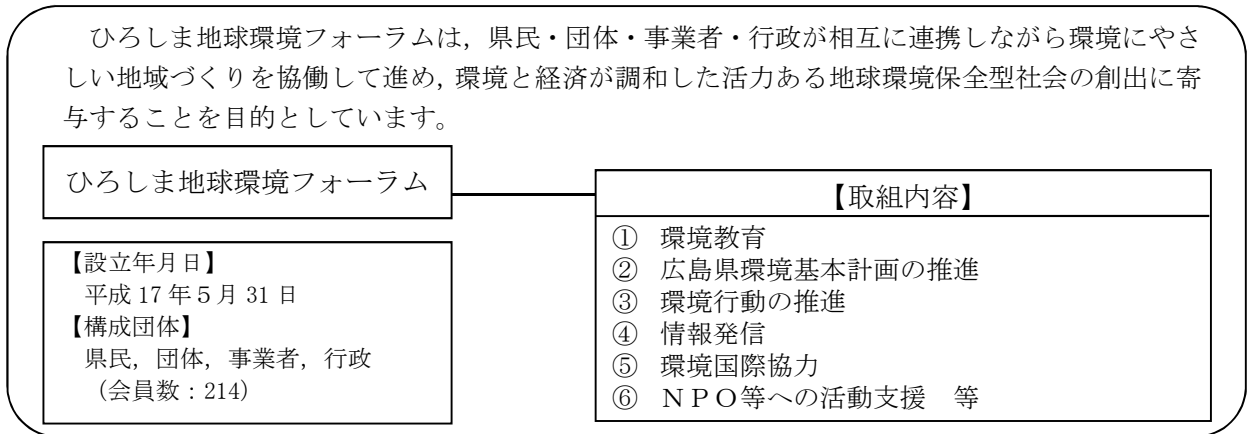 ひろしま地球環境フォーラムは，県民・団体・事業者・行政が相互に連携しながら環境にやさ
しい地域づくりを協働して進め，環境と経済が調和した活力ある地球環境保全型社会の創出に寄
与することを目的としています。
ひろしま地球環境フォーラム
【設立年月日】
平成 17 年５月 31 日
【構成団体】
県民，団体，事業者，行政
（会員数：214）
【取組内容】
① 環境教育
② 広島県環境基本計画の推進
③ 環境行動の推進
④ 情報発信
⑤ 環境国際協力
⑥ ＮＰＯ等への活動支援　等